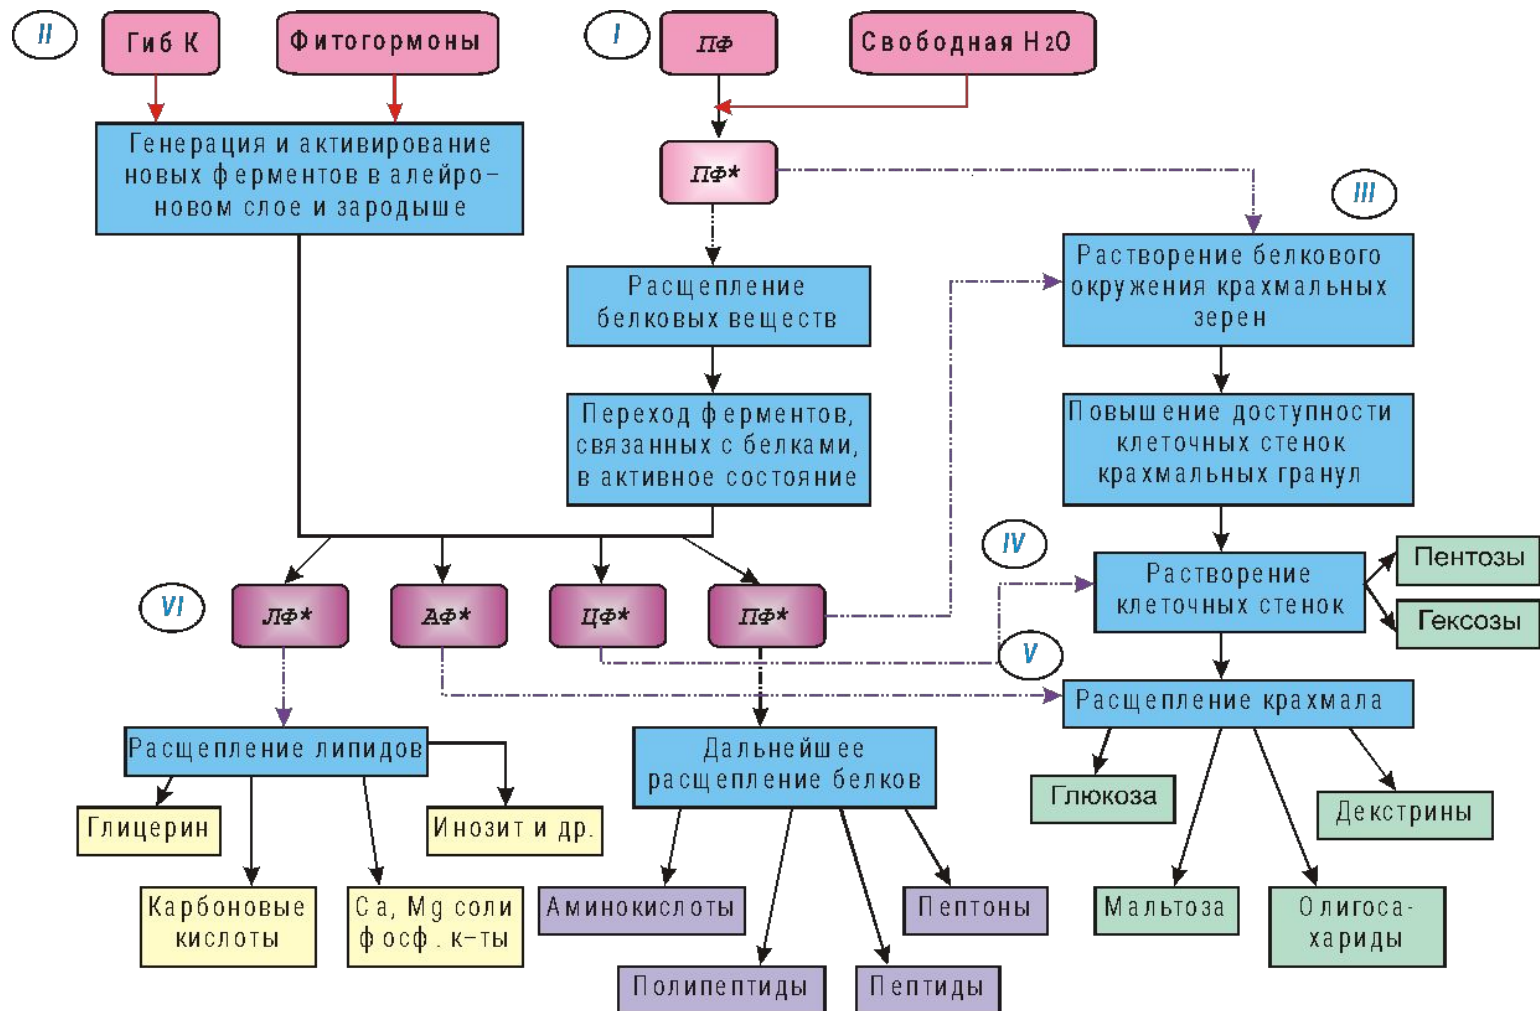 II
Гиб К
Фитогормоны
I
ПФ
Свободная H2O
Генерация и активирование
новых ферментов в алейро-
новом слое и зародыше
ПФ*
III
Растворение белкового
окружения крахмальных
зерен
Расщепление
белковых веществ
Переход ферментов,
связанных с белками,
в активное состояние
Повышение доступности
клеточных стенок
крахмальных гранул
IV
Растворение
клеточных стенок
Пентозы
Гексозы
VI
ЛФ*
АФ*
ЦФ*
ПФ*
V
Расщепление крахмала
Расщепление липидов
Дальнейшее
расщепление белков
Глюкоза
Декстрины
Глицерин
Инозит и др.
Карбоновые
кислоты
Ca, Mg соли
фосф. к-ты
Аминокислоты
Пептоны
Мальтоза
Олигоса-
хариды
Полипептиды
Пептиды